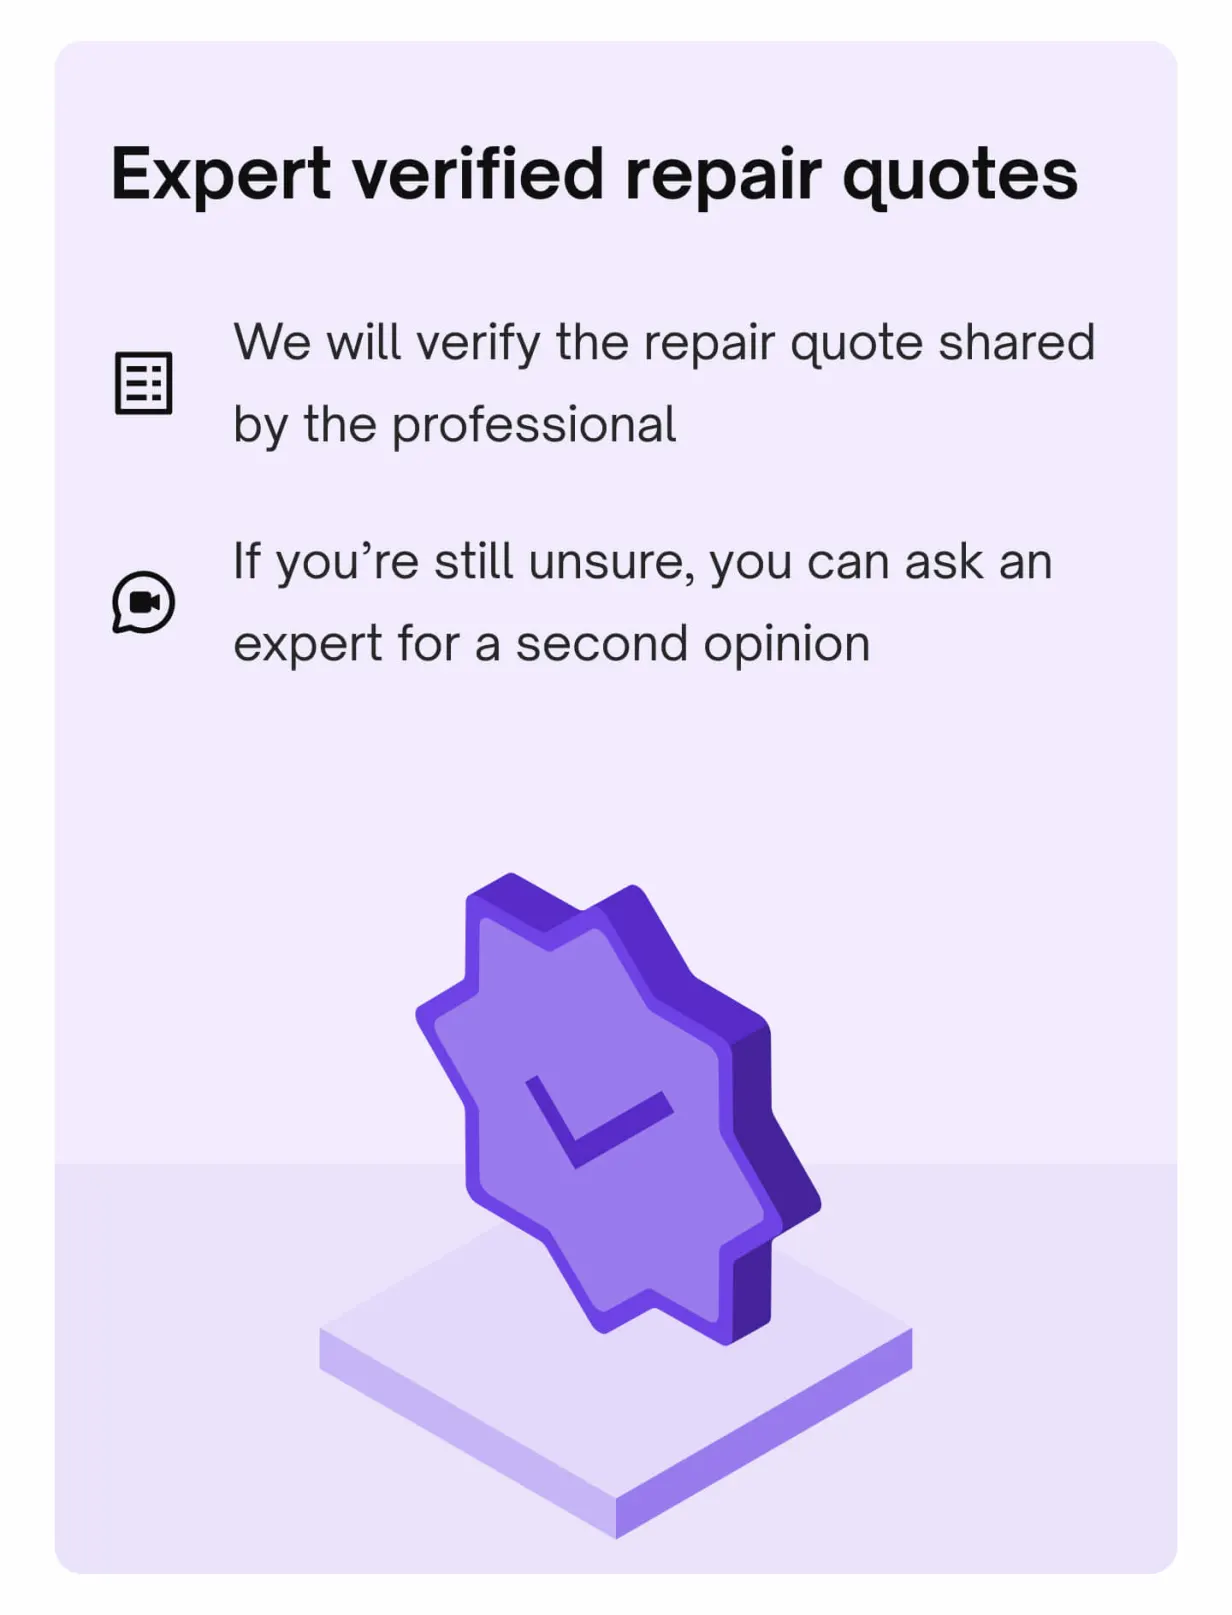 Expert verified repair quotes
We will verify the repair quote shared
by the professional
If you’re still unsure, you can ask an
expert for a second opinion